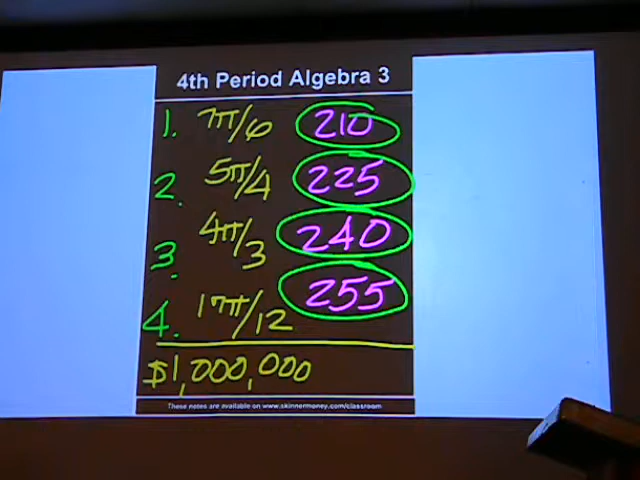 4th Period Algebra 3
1. 7π/6 210
2. 5π/4 225
3. 4π/3 240
4. 17π/12 255
$1,000,000
These notes are available on www.skinnermoney.com/classroom